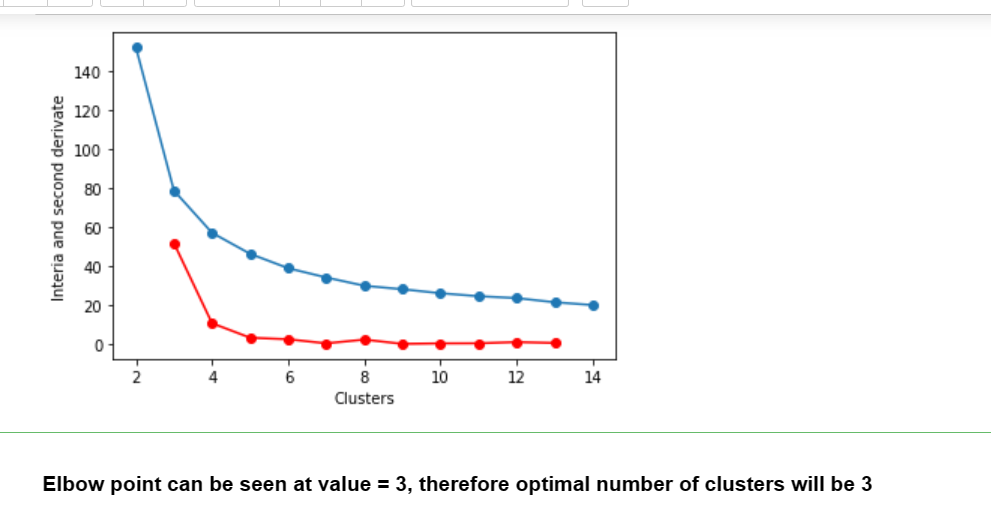 140
120
100
80
60
40
20
0
Interia and second derivate
2 4 6 8 10 12 14
Clusters
Elbow point can be seen at value = 3, therefore optimal number of clusters will be 3